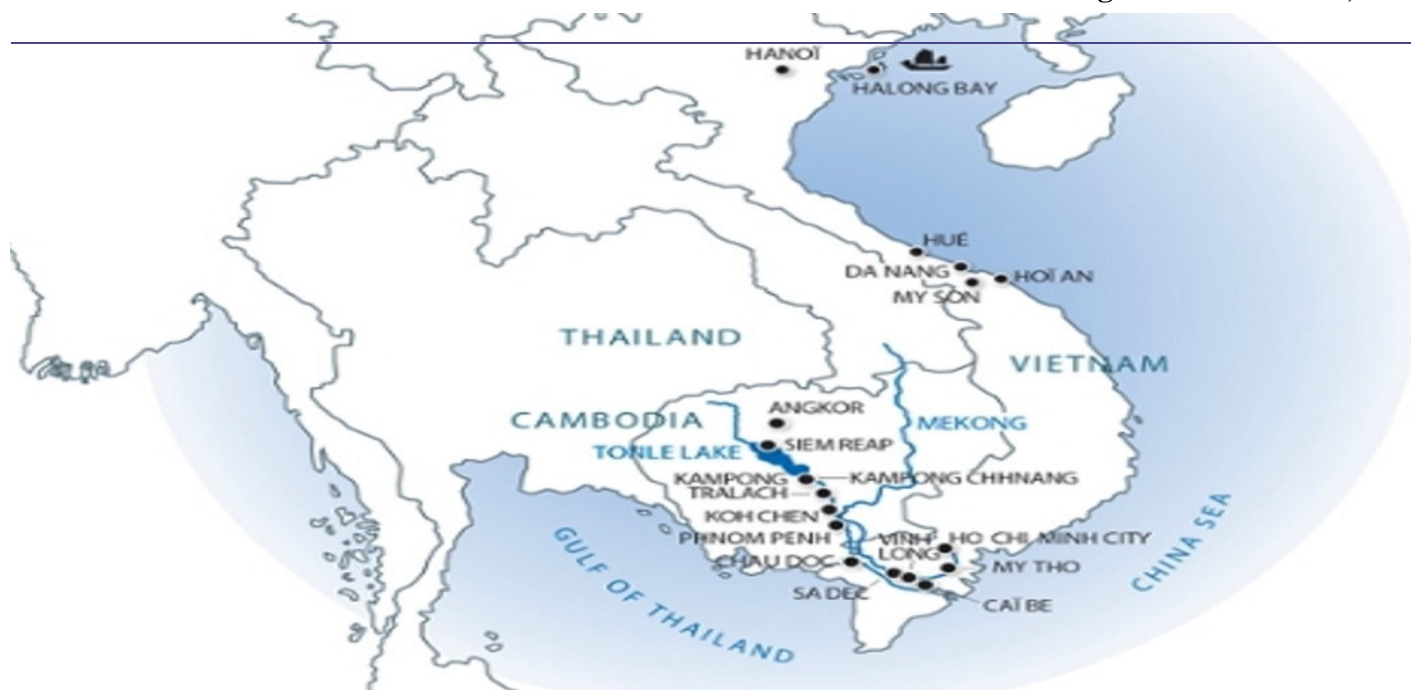 HANOÏ
HALONG BAY
HUÉ
DA NANG
HOÏ AN
MY SON
THAILAND
VIETNAM
ANGKOR
CAMBODIA
MEKONG
TONLE LAKE
SIEM REAP
KAMPONG
TRALACH
KAMPONG CHHNANG
KOH CHEN
PHNOM PENH
VINH
LONG
HO CHI MINH CITY
CHAU DOC
MY THO
SA DEC
CAÏ BE
GULF OF THAILAND
CHINA SEA